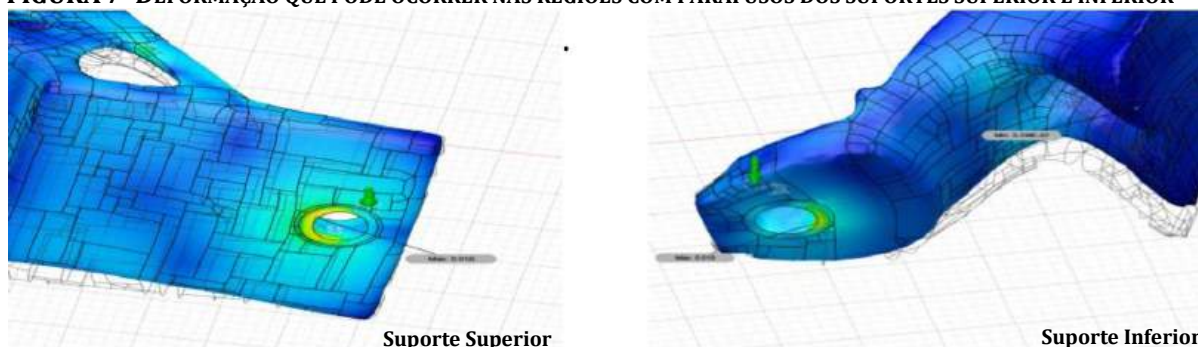 FIGURA 7 - DEFORMAÇÃO QUE PODE OCORRER NAS REGIÕES COM PARAFUSOS DOS SUPORTES SUPERIOR E INFERIOR
Suporte Superior
Suporte Inferior